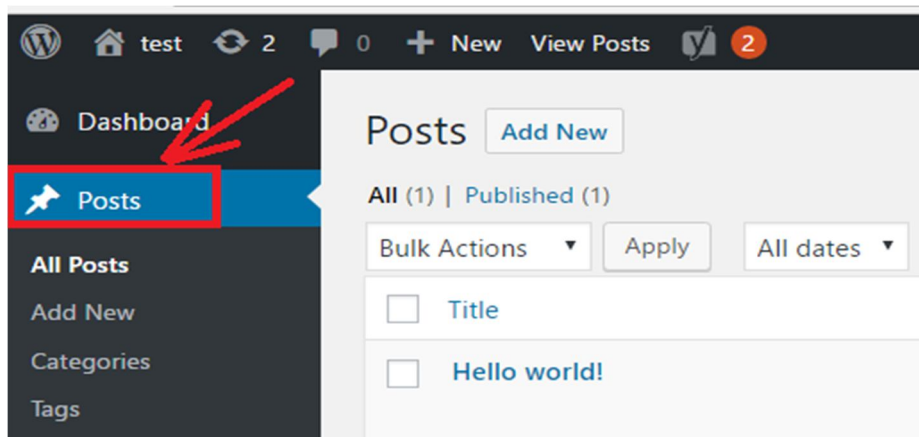 test 2 0 New View Posts 2
Dashboard
Posts
All Posts
Add New
Categories
Tags
Posts Add New
All (1) | Published (1)
Bulk Actions Apply All dates
Title
Hello world!